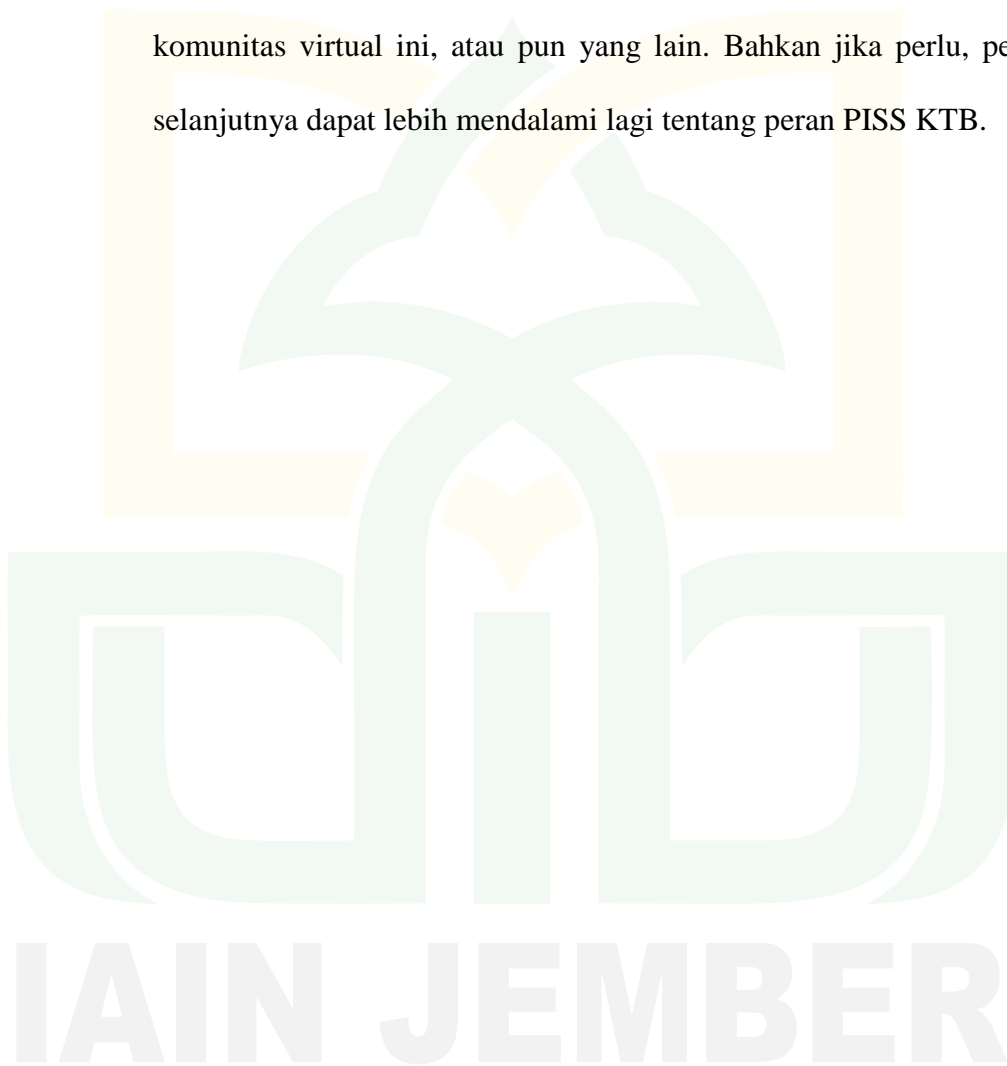 komunitas virtual ini, atau pun yang lain. Bahkan jika perlu,
selanjutnya dapat lebih mendalami lagi tentang peran PISS KTB.
IAIN JEMBER